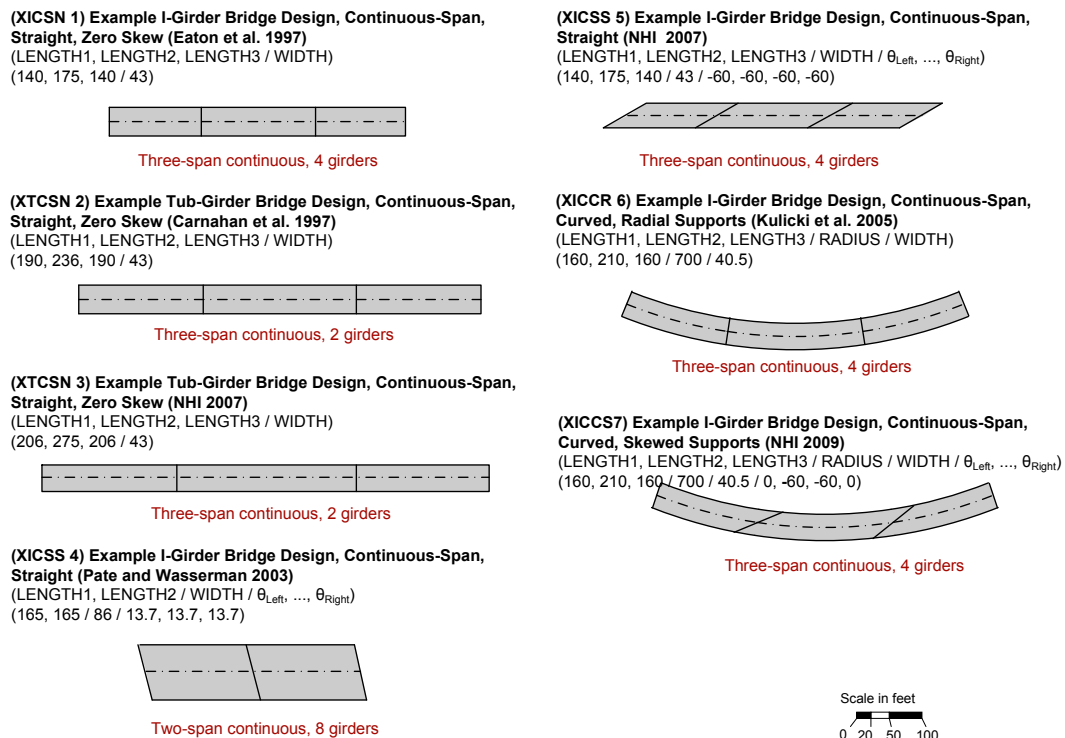 (XICSN 1) Example I-Girder Bridge Design, Continuous-Span,
Straight, Zero Skew (Eaton et al. 1997)
(LENGTH1, LENGTH2, LENGTH3 / WIDTH)
(140, 175, 140 / 43)
Three-span continuous, 4 girders
(XTCSN 2) Example Tub-Girder Bridge Design, Continuous-Span,
Straight, Zero Skew (Carnahan et al. 1997)
(LENGTH1, LENGTH2, LENGTH3 / WIDTH)
(190, 236, 190 / 43)
Three-span continuous, 2 girders
(XTCSN 3) Example Tub-Girder Bridge Design, Continuous-Span,
Straight, Zero Skew (NHI 2007)
(LENGTH1, LENGTH2, LENGTH3 / WIDTH)
(206, 275, 206 / 43)
Three-span continuous, 2 girders
(XICSS 4) Example I-Girder Bridge Design, Continuous-Span,
Straight (Pate and Wasserman 2003)
(LENGTH1, LENGTH2 / WIDTH / θLeft, ..., θRight)
(165, 165 / 86 / 13.7, 13.7, 13.7)
Two-span continuous, 8 girders
(XICSS 5) Example I-Girder Bridge Design, Continuous-Span,
Straight (NHI 2007)
(LENGTH1, LENGTH2, LENGTH3 / WIDTH / θLeft, ..., θRight)
(140, 175, 140 / 43 / -60, -60, -60, -60)
Three-span continuous, 4 girders
(XICCR 6) Example I-Girder Bridge Design, Continuous-Span,
Curved, Radial Supports (Kulicki et al. 2005)
(LENGTH1, LENGTH2, LENGTH3 / RADIUS / WIDTH)
(160, 210, 160 / 700 / 40.5)
Three-span continuous, 4 girders
(XICCS7) Example I-Girder Bridge Design, Continuous-Span,
Curved, Skewed Supports (NHI 2009)
(LENGTH1, LENGTH2, LENGTH3 / RADIUS / WIDTH / θLeft, ..., θRight)
(160, 210, 160 / 700 / 40.5 / 0, -60, -60, 0)
Three-span continuous, 4 girders
Scale in feet
0 20 50 100